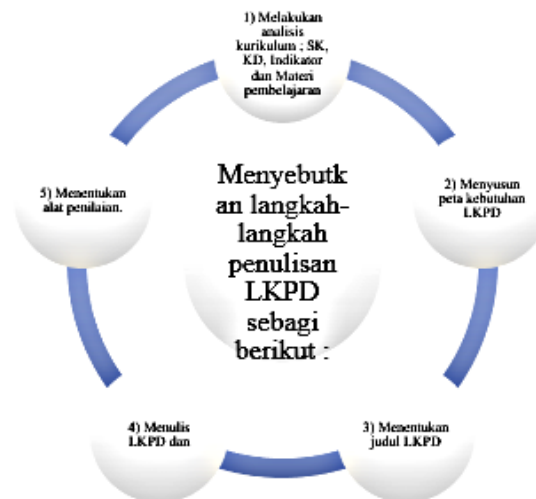 1) Melakukan
analisis
kurikulum ; SK,
KD, Indikator
dan Materi
pembelajaran
2) Menyusun
peta kebutuhan
LKPD
3) Menentukan
judul LKPD
4) Menulis
LKPD dan
5) Menentukan
alat penilaian.
Menyebutk
an langkah-
langkah
penulisan
LKPD
sebagi
berikut :